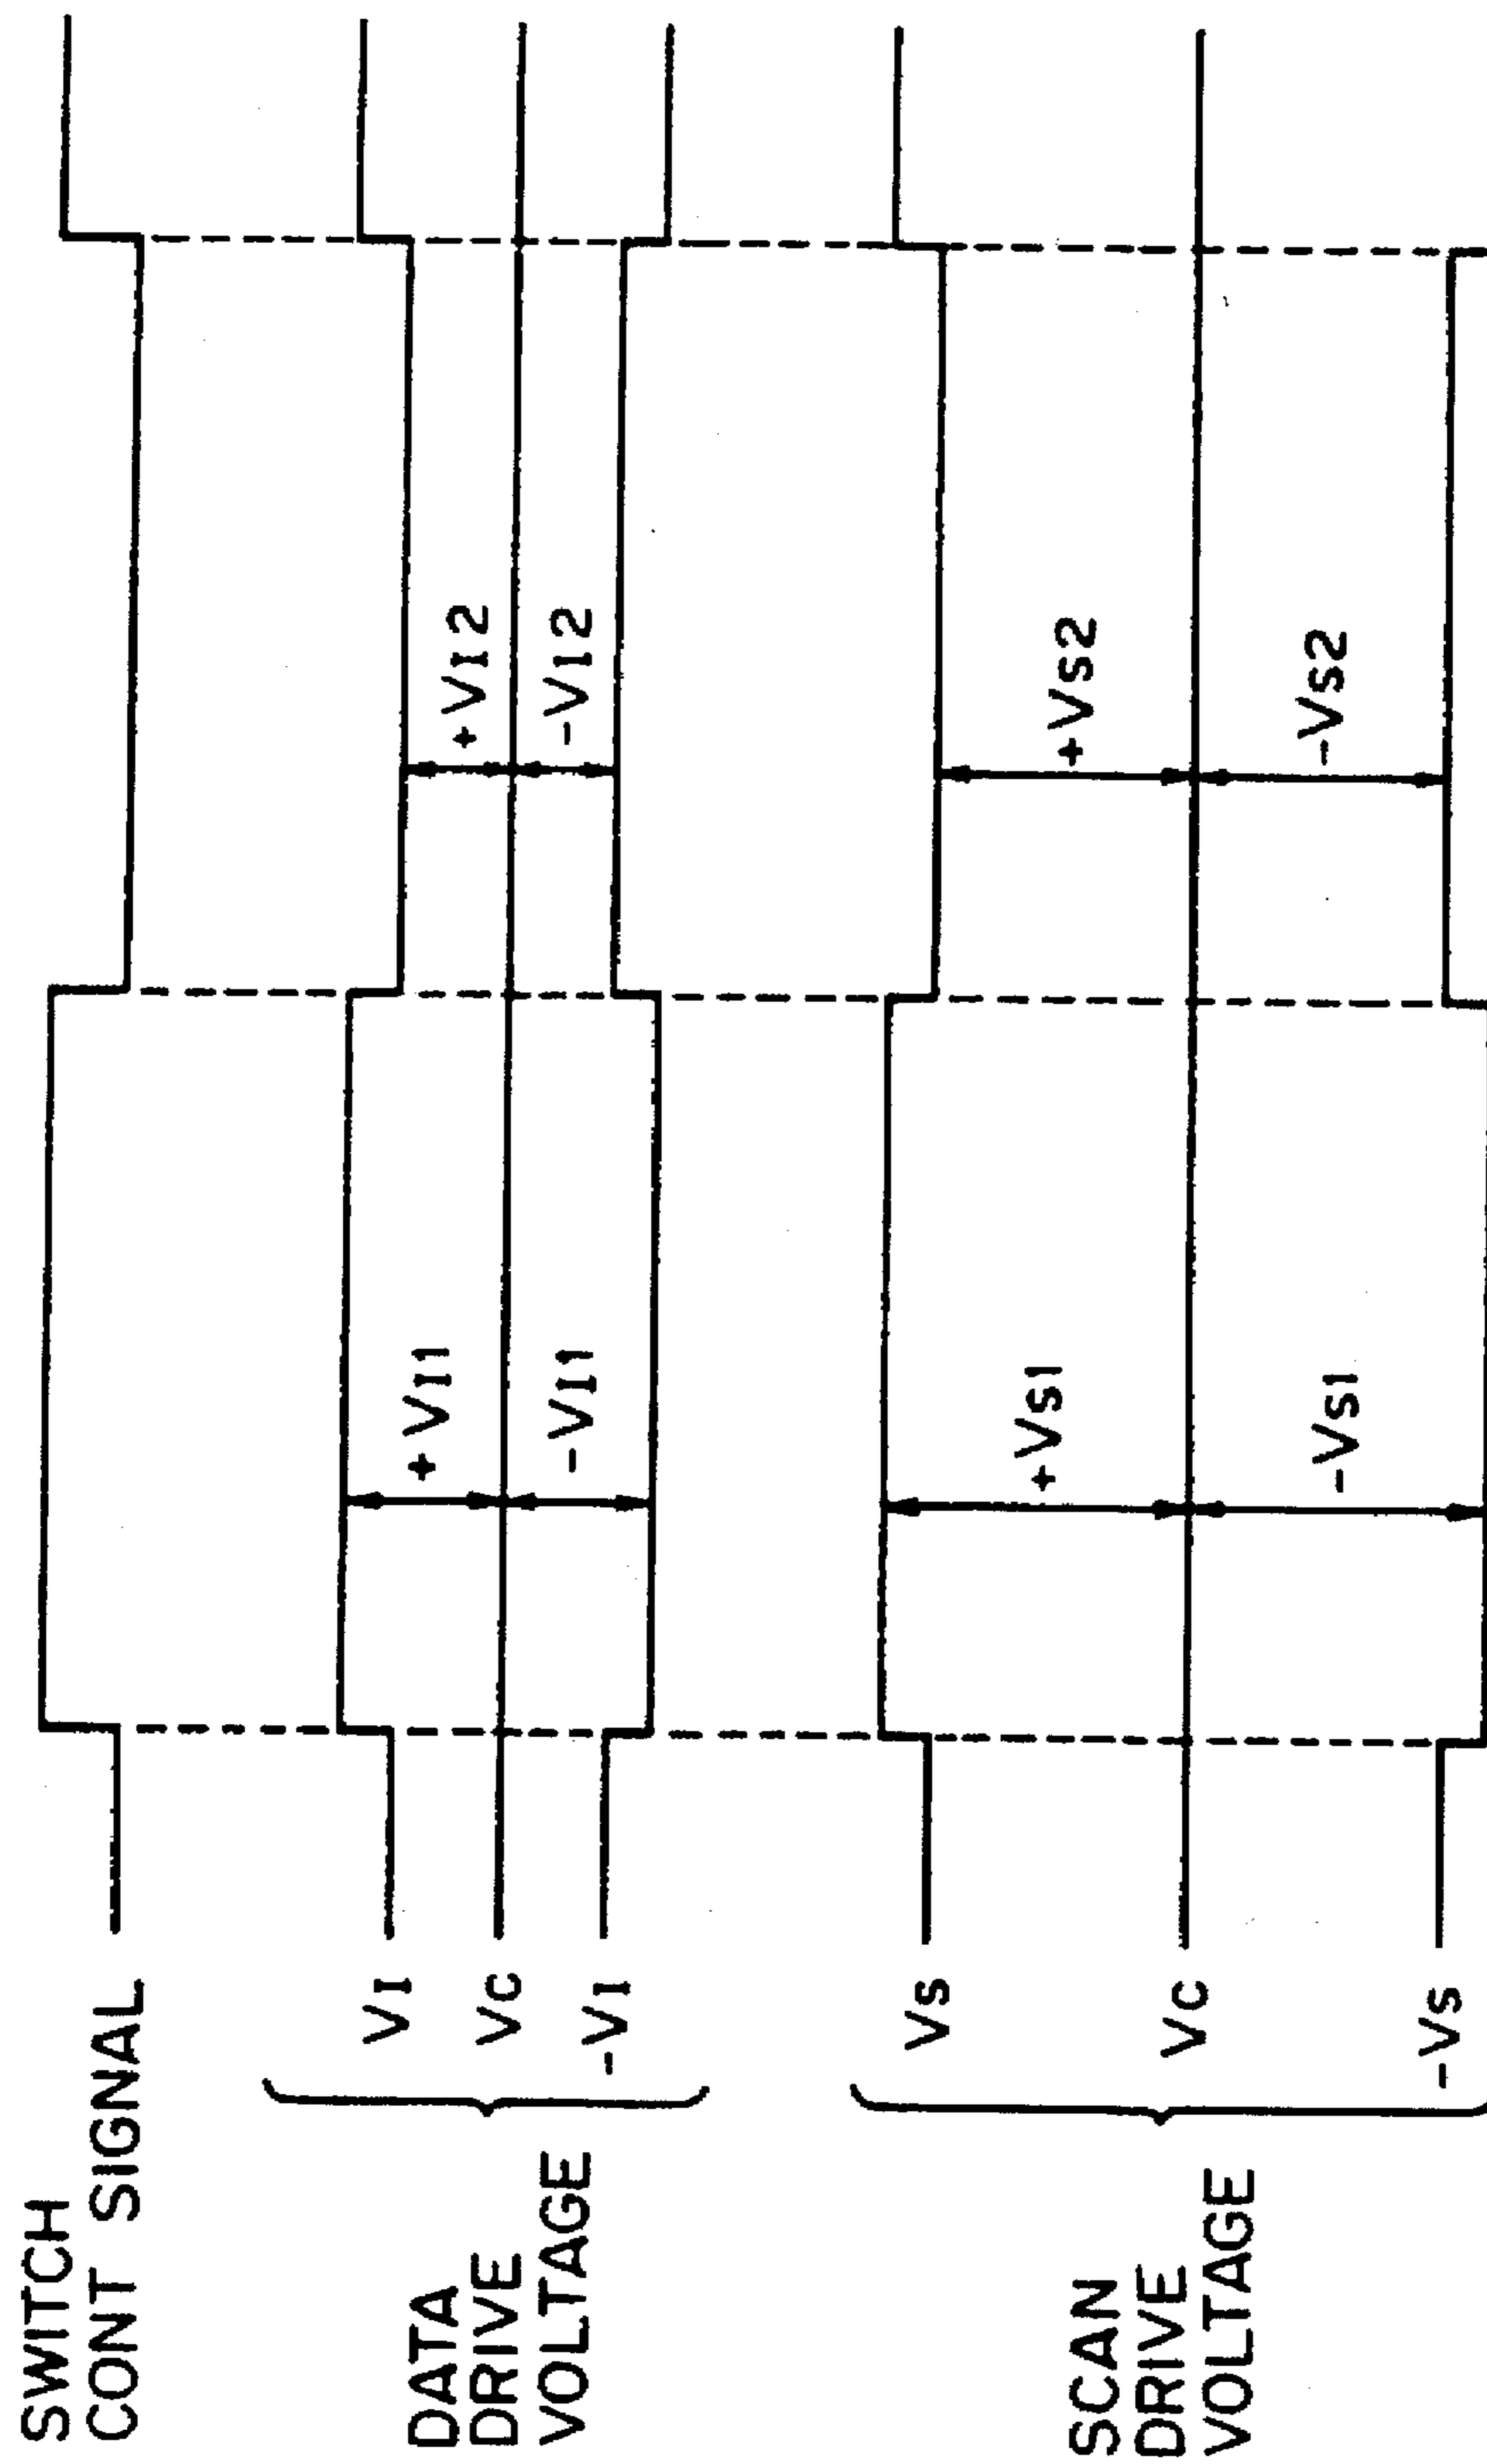 SWITCH
CONT SIGNAL
DATA
DRIVE
VOLTAGE
VI
VC
-VI
+VI1
-VI1
+VI2
-VI2
SCAN
DRIVE
VOLTAGE
VS
VC
-VS
+VS1
-VS1
+VS2
-VS2